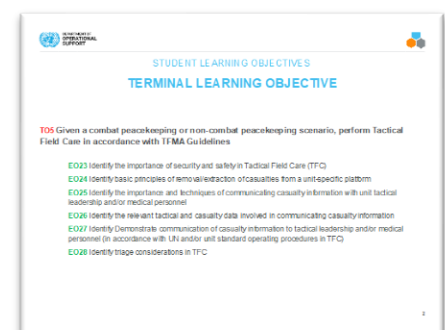 DEPARTMENT OF
OPERATIONAL
SUPPORT
STUDENT LEARNING OBJECTIVES
TERMINAL LEARNING OBJECTIVE
TO5 Given a combat peacekeeping or non-combat peacekeeping scenario, perform Tactical
Field Care in accordance with TFMA Guidelines
EO23 Identify the importance of security and safety in Tactical Field Care (TFC)
EO24 Identify basic principles of removal/extraction of casualties from a unit-specific platform
EO25 Identify the importance and techniques of communicating casualty information with unit tactical
leadership and/or medical personnel
EO26 Identify the relevant tactical and casualty data involved in communicating casualty information
EO27 Identify Demonstrate communication of casualty information to tactical leadership and/or medical
personnel (in accordance with UN and/or unit standard operating procedures in TFC)
EO28 Identify triage considerations in TFC
2